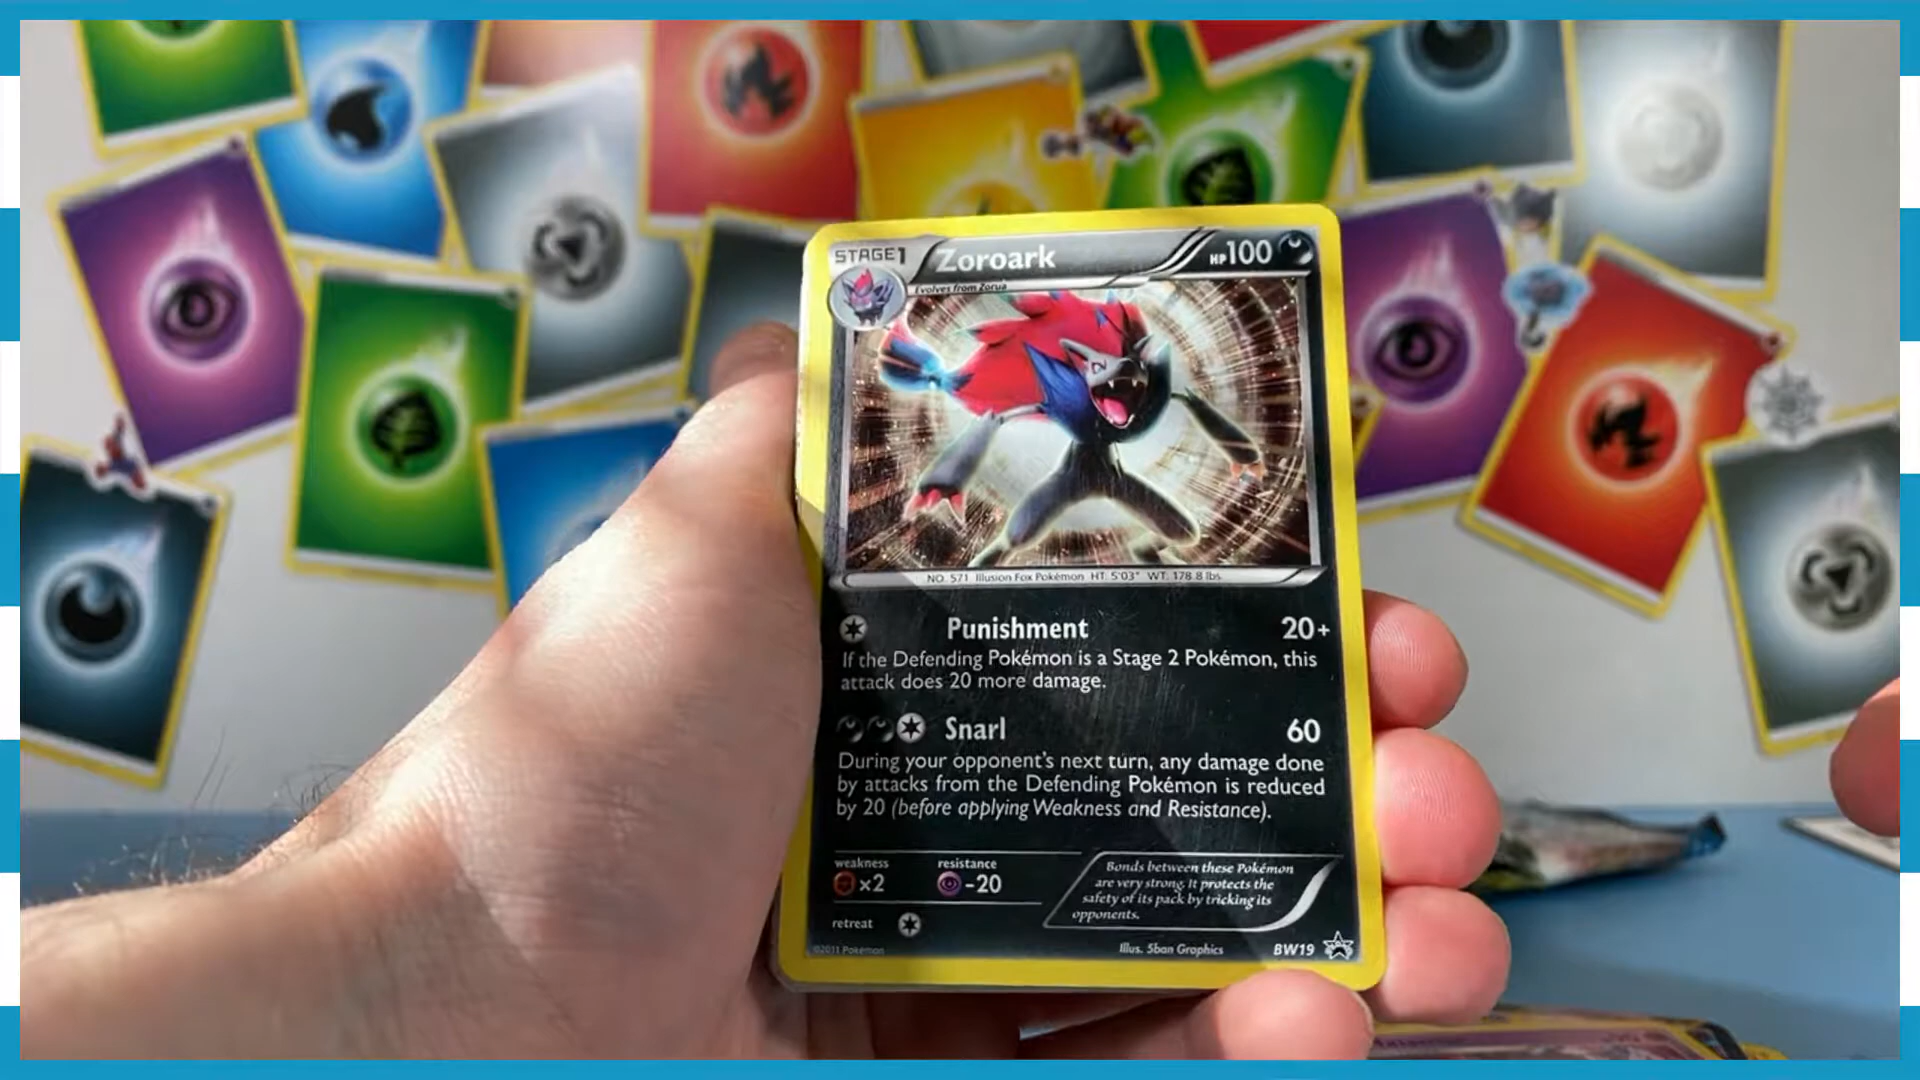 STAGE1 Zoroark HP100
Evolves from Zorua
NO. 571 Illusion Fox Pokémon HT: 5'03" WT: 178.8 lbs.
Punishment 20+
If the Defending Pokémon is a Stage 2 Pokémon, this
attack does 20 more damage.
Snarl 60
During your opponent's next turn, any damage done
by attacks from the Defending Pokémon is reduced
by 20 (before applying Weakness and Resistance).
weakness resistance
×2 -20
retreat
Bonds between these Pokémon
are very strong. It protects the
safety of its pack by tricking its
opponents.
©2011 Pokémon Illus. 5ban Graphics BW19